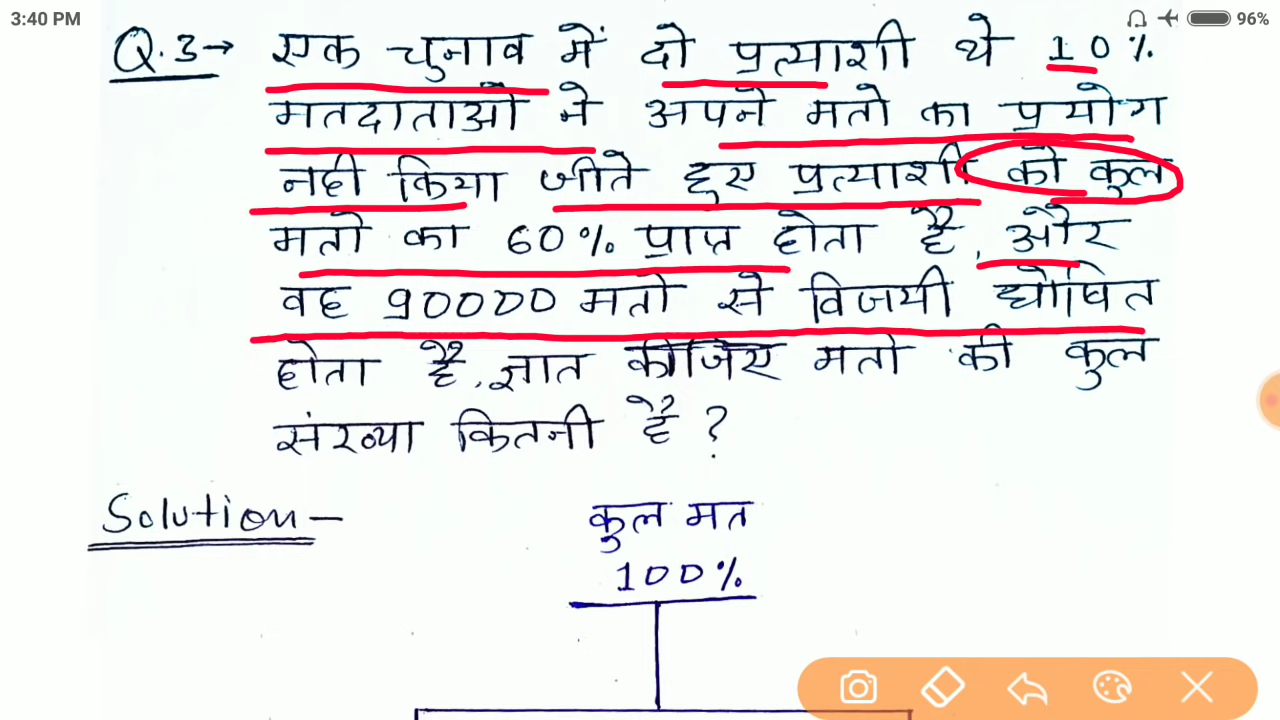 3:40 PM
96%
Q.3→ एक चुनाव में दो प्रत्याशी थे 10%
मतदाताओ ने अपने मतो का प्रयोग
नही किया जीते हुए प्रत्याशी को कुल
मतो का 60% प्राप्त होता है, और
वह 90000 मतो से विजयी घोषित
होता है, ज्ञात कीजिए मतो की कुल
संख्या कितनी है ?
Solution —
कुल मत
100%